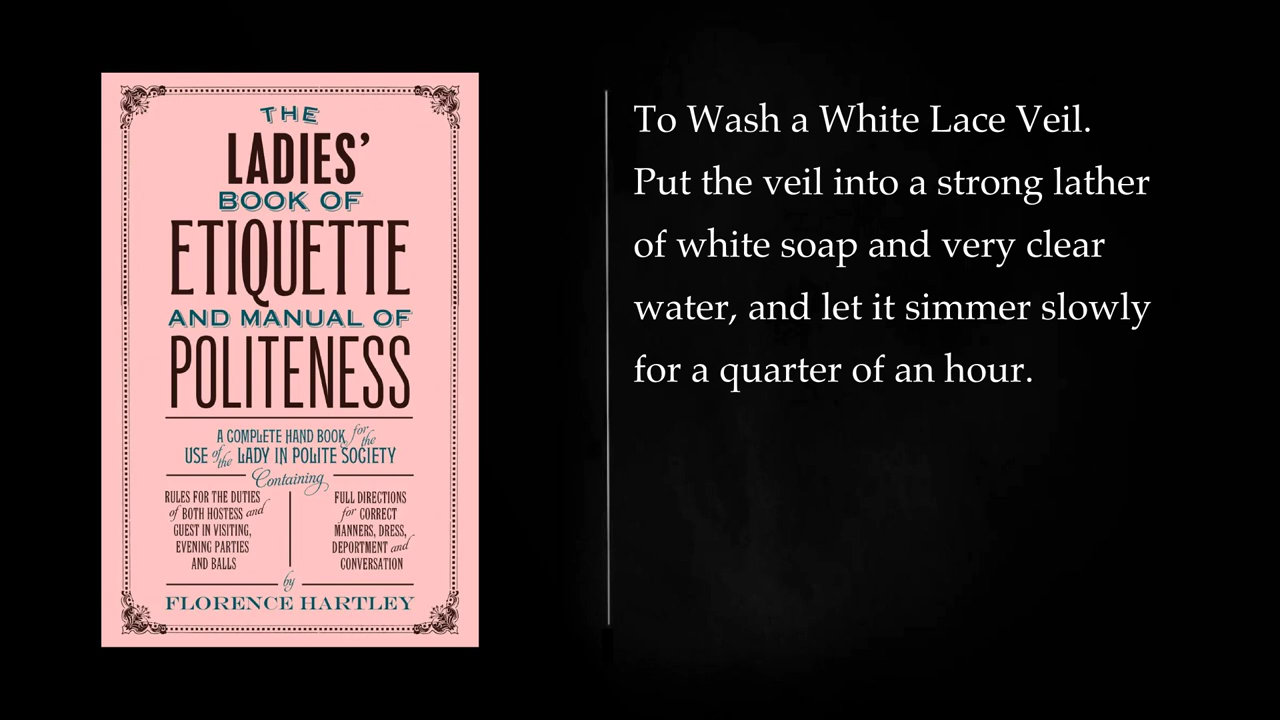 THE
LADIES'
BOOK OF
ETIQUETTE
AND MANUAL OF
POLITENESS
A COMPLETE HAND BOOK for the
USE of the LADY IN POLITE SOCIETY
Containing
RULES FOR THE DUTIES
of BOTH HOSTESS and
GUEST IN VISITING,
EVENING PARTIES
AND BALLS
FULL DIRECTIONS
for CORRECT
MANNERS, DRESS,
DEPORTMENT and
CONVERSATION
by
FLORENCE HARTLEY
To Wash a White Lace Veil.
Put the veil into a strong lather
of white soap and very clear
water, and let it simmer slowly
for a quarter of an hour.